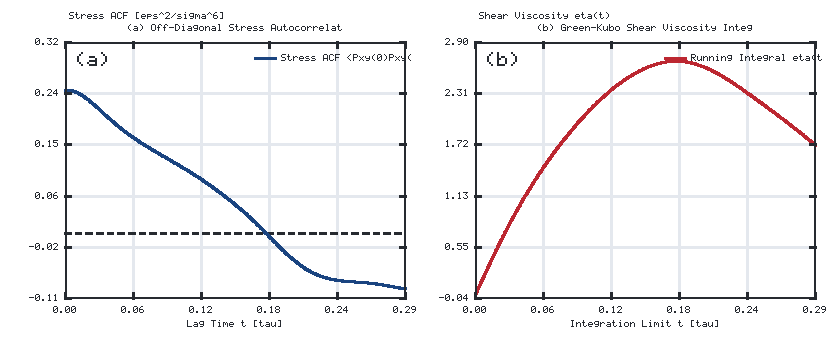 Stress ACF [eps^2/sigma^6]
(a) Off-Diagonal Stress Autocorrelat
(a)
Stress ACF <Pxy(0)Pxy(
0.32
0.24
0.15
0.06
-0.02
-0.11
0.00 0.06 0.12 0.18 0.24 0.29
Lag Time t [tau]
Shear Viscosity eta(t)
(b) Green-Kubo Shear Viscosity Integ
(b)
Running Integral eta(t
2.90
2.31
1.72
1.13
0.55
-0.04
0.00 0.06 0.12 0.18 0.24 0.29
Integration Limit t [tau]